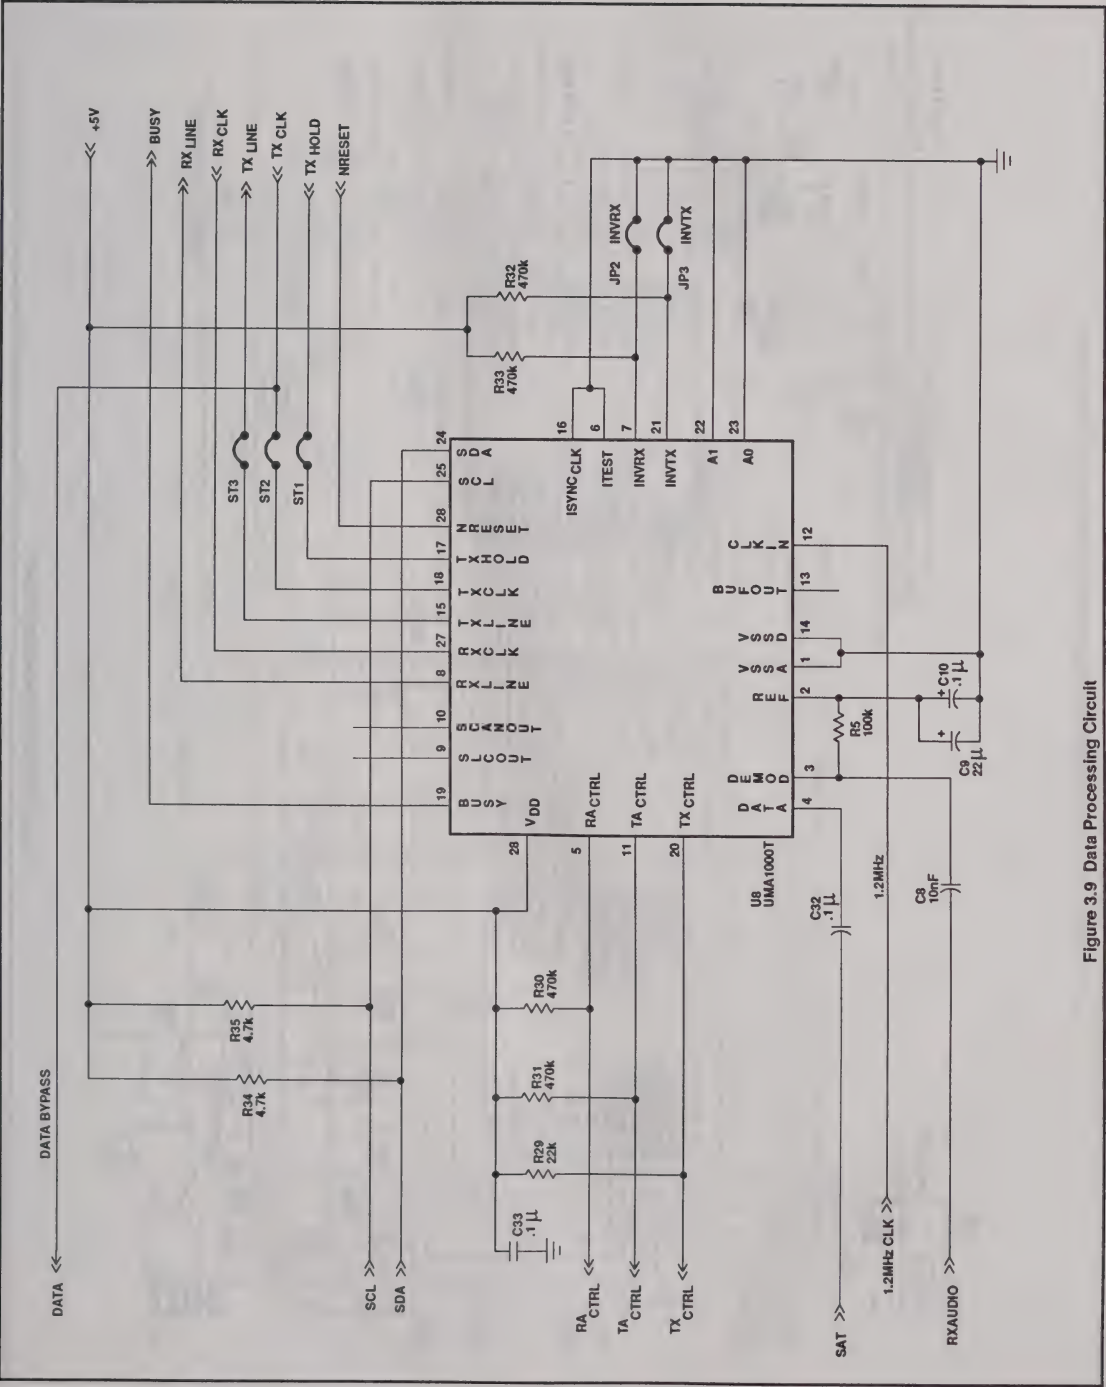 +5V
BUSY
RX LINE
RX CLK
TX LINE
TX CLK
TX HOLD
NRESET
DATA BYPASS
DATA
ST3
ST2
ST1
R32
470k
R33
470k
JP2 INVRX
JP3 INVTX
R35
4.7k
R34
4.7k
SCL
SDA
19 9 10 8 27 15 18 17 28 25 24
BUSY
SLCOUT
SCANOUT
RXLINE
RXCLK
TXLINE
TXCLK
TXHOLD
NRESET
SCL
SDA
16
ISYNC CLK
6
ITEST
7
INVRX
21
INVTX
22
A1
23
A0
28
VDD
5
RA CTRL
11
TA CTRL
20
TX CTRL
DATA
DEMOD
REF
VSSA
VSSD
BUFOUT
CLKIN
4 3 2 1 14 13 12
U8
UMA1000T
R30
470k
R31
470k
R29
22k
C33
.1 µ
RA CTRL
TA CTRL
TX CTRL
C32
.1 µ
SAT
1.2MHz
1.2MHz CLK
C8
10nF
RXAUDIO
R5
100k
C10
+ .1 µ
C9
+ 22 µ
Figure 3.9 Data Processing Circuit